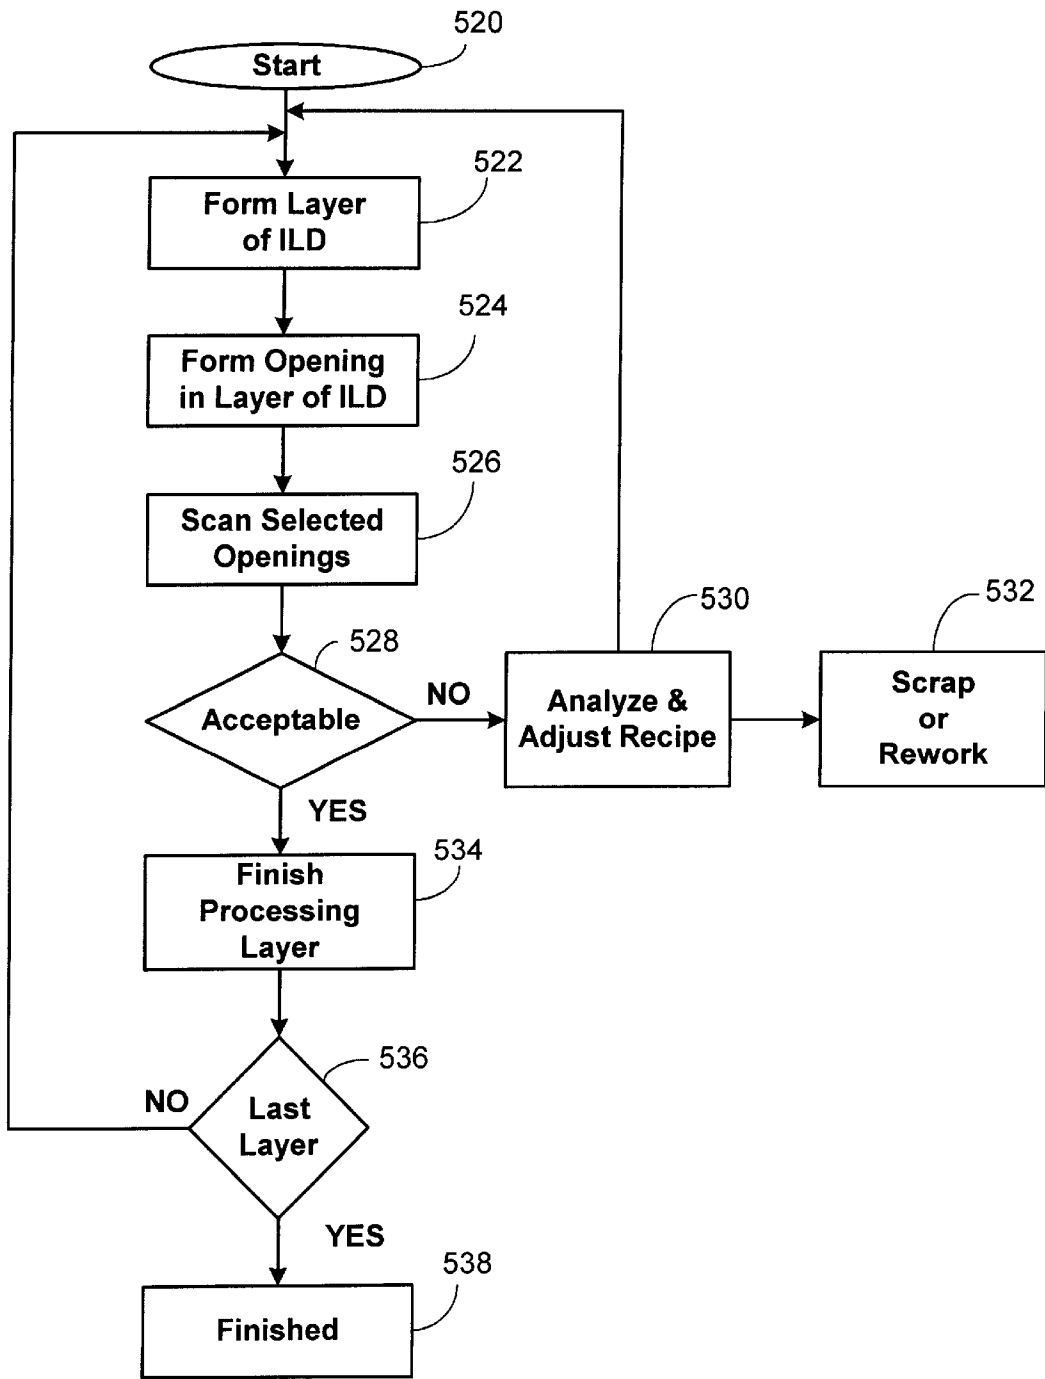 520
Start
522
Form Layer
of ILD
524
Form Opening
in Layer of ILD
526
Scan Selected
Openings
528
Acceptable
NO
530
Analyze &
Adjust Recipe
532
Scrap
or
Rework
YES
534
Finish
Processing
Layer
536
NO
Last
Layer
YES
538
Finished